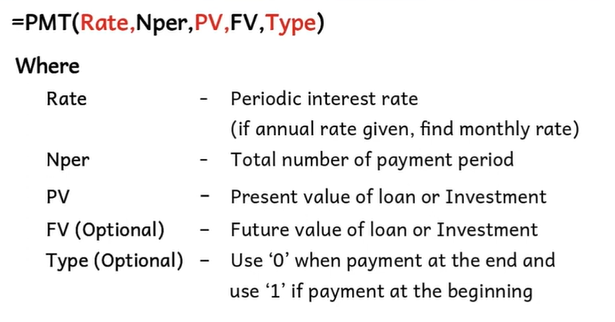 =PMT(Rate,Nper,PV,FV,Type)
Where
Rate - Periodic interest rate
(if annual rate given, find monthly rate)
Nper - Total number of payment period
PV - Present value of loan or Investment
FV (Optional) - Future value of loan or Investment
Type (Optional) - Use ‘0’ when payment at the end and
use ‘1’ if payment at the beginning